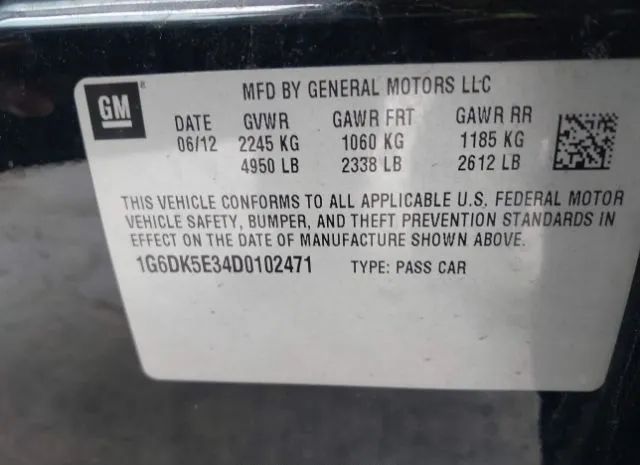 GM
®
MFD BY GENERAL MOTORS LLC
DATE GVWR GAWR FRT GAWR RR
06/12 2245 KG 1060 KG 1185 KG
4950 LB 2338 LB 2612 LB
THIS VEHICLE CONFORMS TO ALL APPLICABLE U.S. FEDERAL MOTOR
VEHICLE SAFETY, BUMPER, AND THEFT PREVENTION STANDARDS IN
EFFECT ON THE DATE OF MANUFACTURE SHOWN ABOVE.
1G6DK5E34D0102471 TYPE: PASS CAR